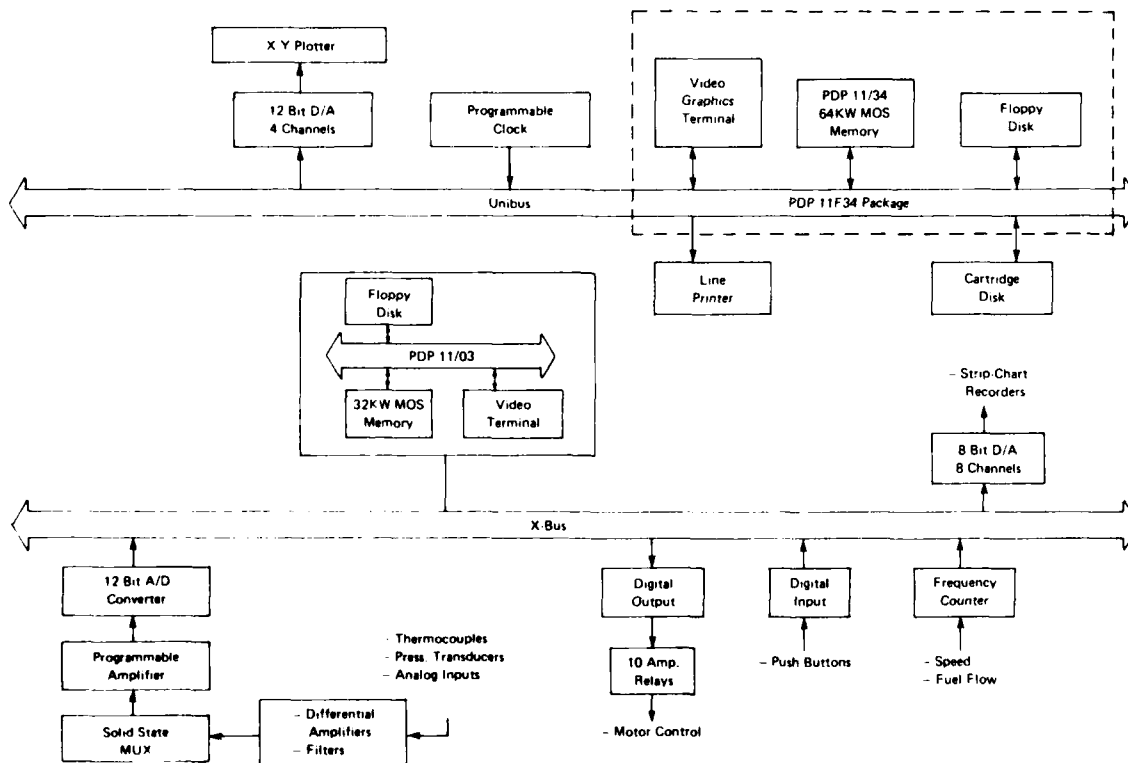 X Y Plotter
12 Bit D/A
4 Channels
Programmable
Clock
Video
Graphics
Terminal
PDP 11/34
64KW MOS
Memory
Floppy
Disk
Unibus
PDP 11F34 Package
Line
Printer
Cartridge
Disk
Floppy
Disk
PDP 11/03
32KW MOS
Memory
Video
Terminal
– Strip-Chart
Recorders
8 Bit D/A
8 Channels
X-Bus
12 Bit A/D
Converter
Programmable
Amplifier
Solid State
MUX
- Thermocouples
– Press. Transducers
– Analog Inputs
– Differential
Amplifiers
– Filters
Digital
Output
10 Amp.
Relays
– Motor Control
Digital
Input
– Push Buttons
Frequency
Counter
– Speed
– Fuel Flow